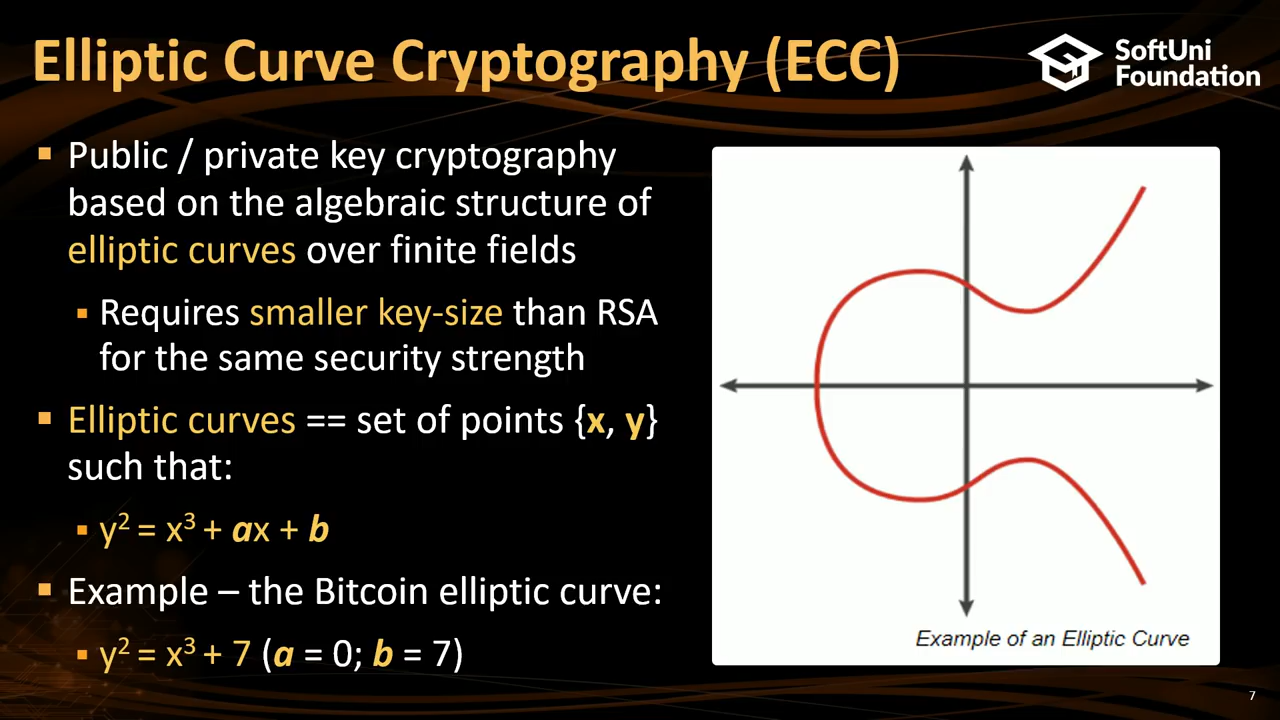 Elliptic Curve Cryptography (ECC)
SoftUni
Foundation
▪ Public / private key cryptography
based on the algebraic structure of
elliptic curves over finite fields
▪ Requires smaller key-size than RSA
for the same security strength
▪ Elliptic curves == set of points {x, y}
such that:
▪ y² = x³ + ax + b
▪ Example – the Bitcoin elliptic curve:
▪ y² = x³ + 7 (a = 0; b = 7)
Example of an Elliptic Curve
7